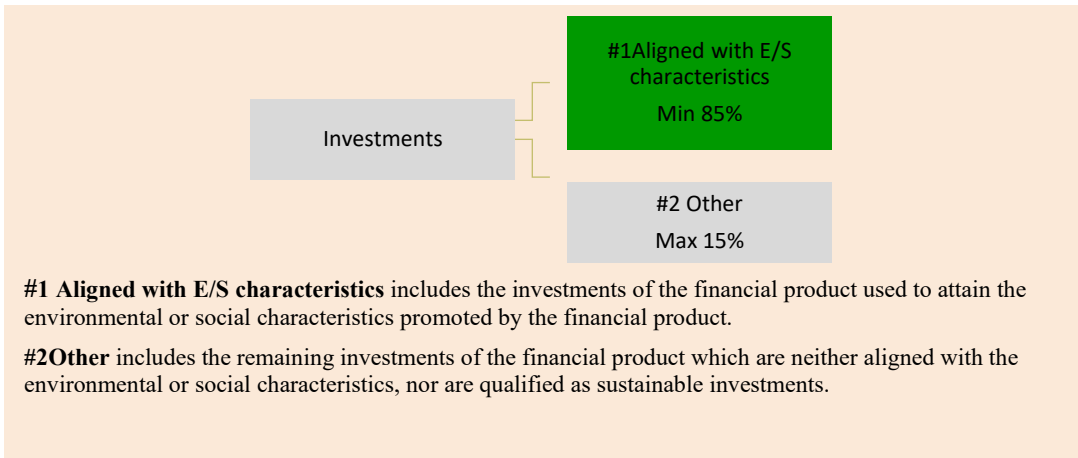 #1Aligned with E/S
characteristics
Min 85%
Investments
#2 Other
Max 15%
#1 Aligned with E/S characteristics includes the investments of the financial product used to attain the
environmental or social characteristics promoted by the financial product.
#2Other includes the remaining investments of the financial product which are neither aligned with the
environmental or social characteristics, nor are qualified as sustainable investments.